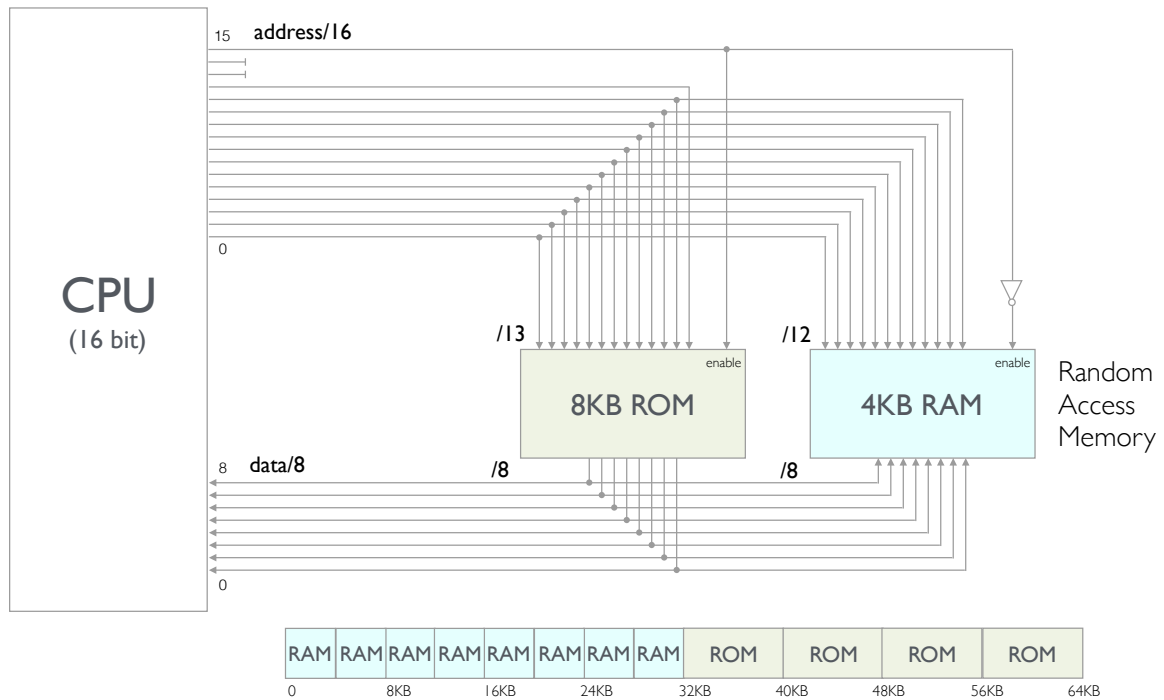 15 address/16
0
CPU
(16 bit)
/13
/12
enable
enable
8KB ROM
4KB RAM
Random
Access
Memory
8 data/8
/8
/8
0
RAM RAM RAM RAM RAM RAM RAM RAM ROM ROM ROM ROM
0 8KB 16KB 24KB 32KB 40KB 48KB 56KB 64KB